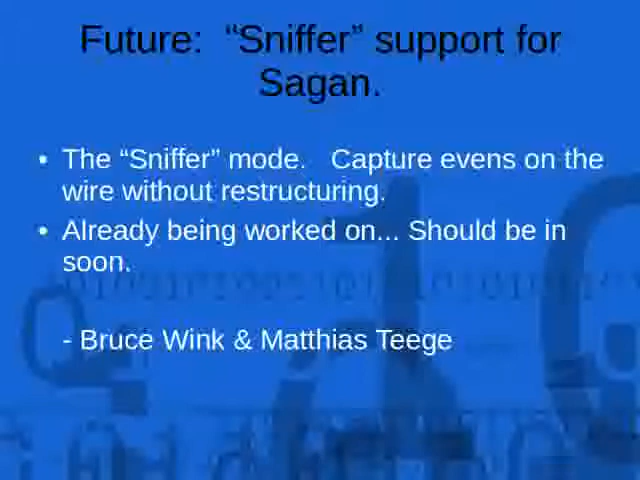 Future: “Sniffer” support for
Sagan.
• The “Sniffer” mode. Capture evens on the
wire without restructuring.
• Already being worked on... Should be in
soon.
- Bruce Wink & Matthias Teege